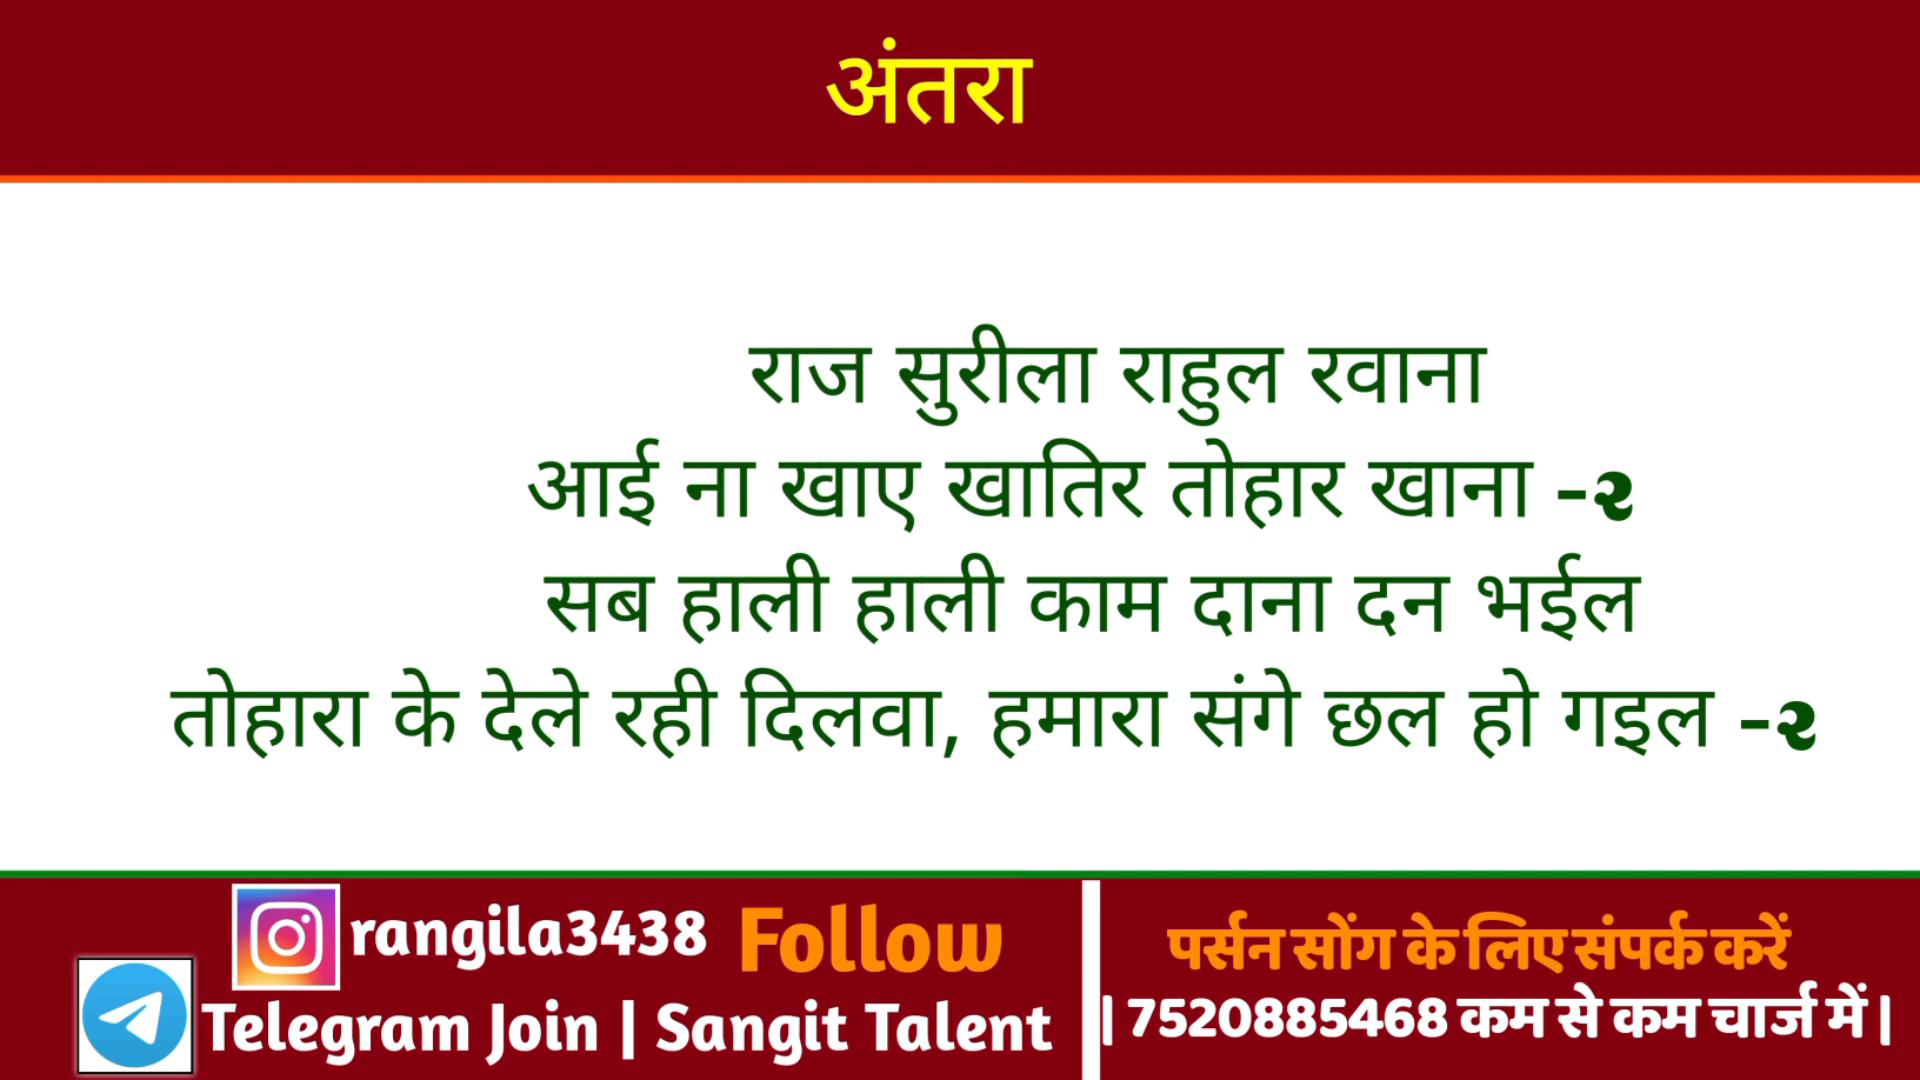 अंतरा
राज सुरीला राहुल रवाना
आई ना खाए खातिर तोहार खाना -२
सब हाली हाली काम दाना दन भईल
तोहारा के देले रही दिलवा, हमारा संगे छल हो गइल -२
rangila3438 Follow
Telegram Join | Sangit Talent
पर्सन सोंग के लिए संपर्क करें
| 7520885468 कम से कम चार्ज में |